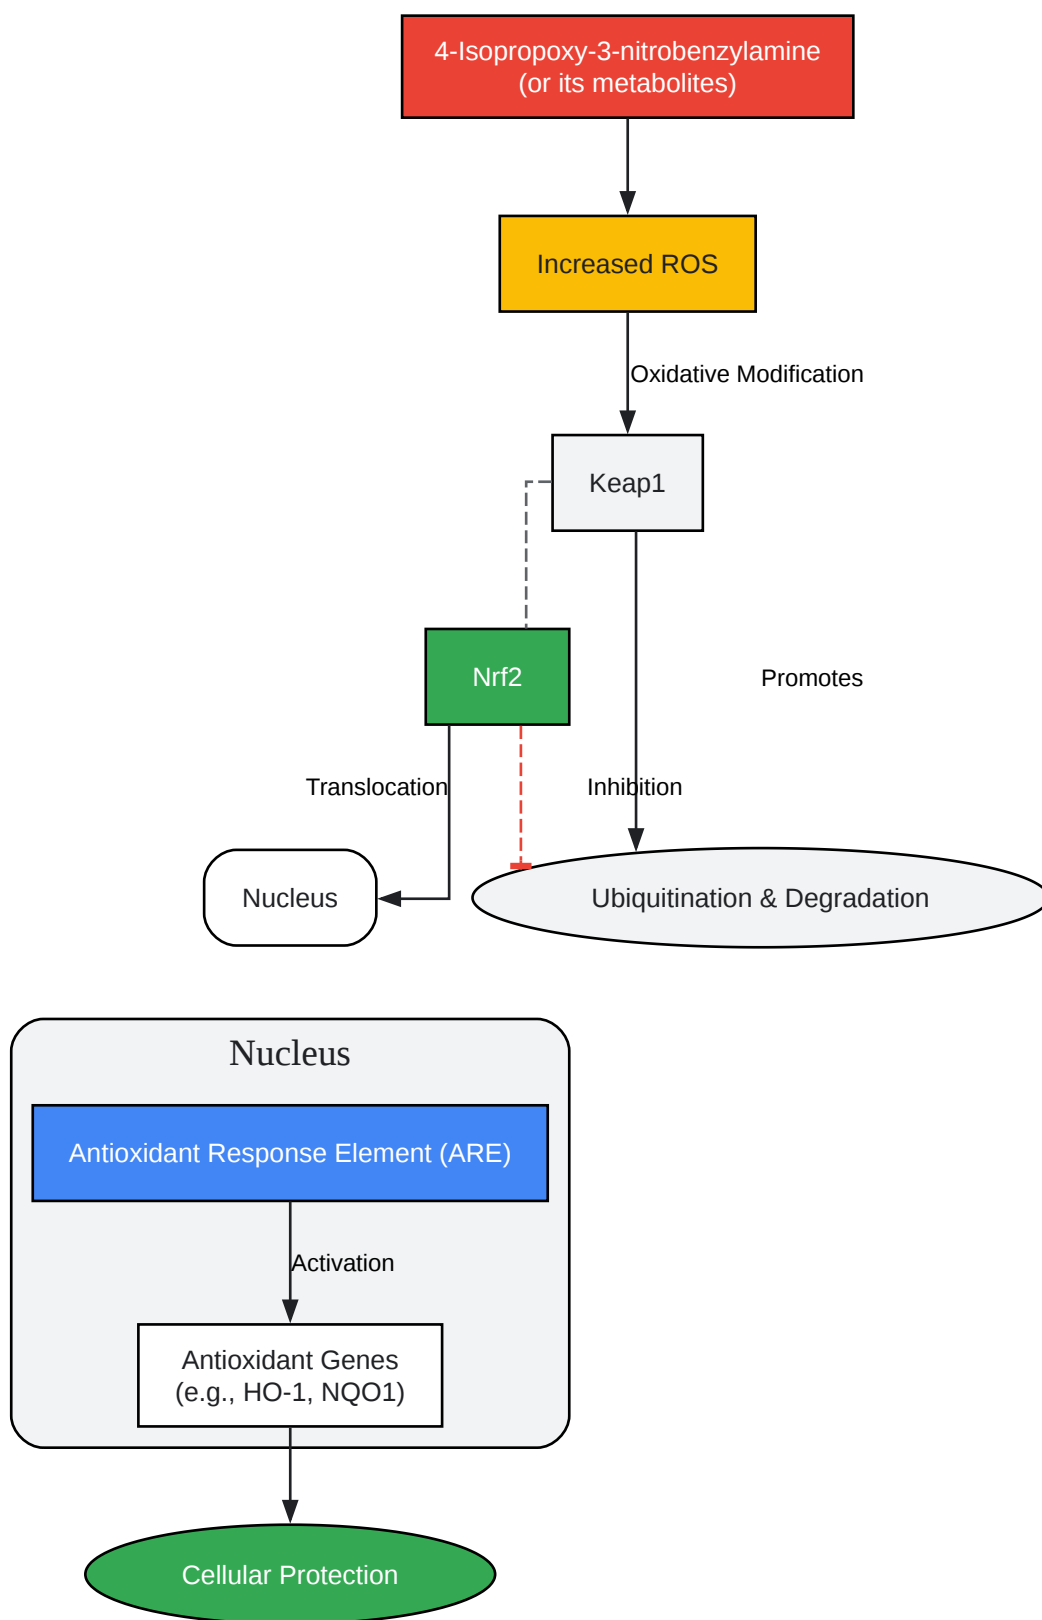 4-Isopropoxy-3-nitrobenzylamine
(or its metabolites)
Increased ROS
Oxidative Modification
Keap1
Nrf2
Promotes
Translocation
Inhibition
Nucleus
Ubiquitination & Degradation
Nucleus
Antioxidant Response Element (ARE)
Activation
Antioxidant Genes
(e.g., HO-1, NQO1)
Cellular Protection